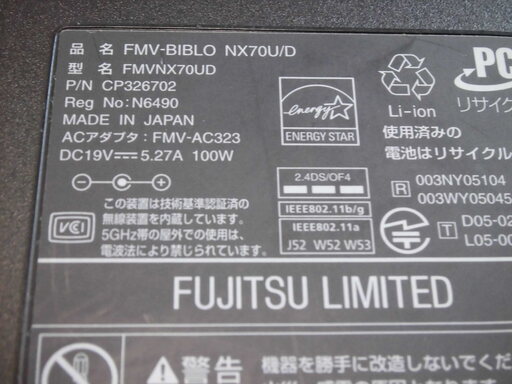 品 名 FMV-BIBLO NX70U/D
型 名 FMVNX70UD
P/N CP326702
Reg No:N6490
MADE IN JAPAN
ACアダプタ:FMV-AC323
DC19V 5.27A 100W
この装置は技術基準認証済の
無線装置を内蔵しています。
5GHz帯の屋外での使用は、
電波法により禁じられています。
VCI
energy
ENERGY STAR
2.4DS/OF4
IEEE802.11b/g
IEEE802.11a
J52 W52 W53
Li-ion
PC
リサイク
使用済みの
電池はリサイクル
R 003NY05104
003WY05045
T D05-02
L05-00
FUJITSU LIMITED
警告 機器を勝手に改造しないでくだ